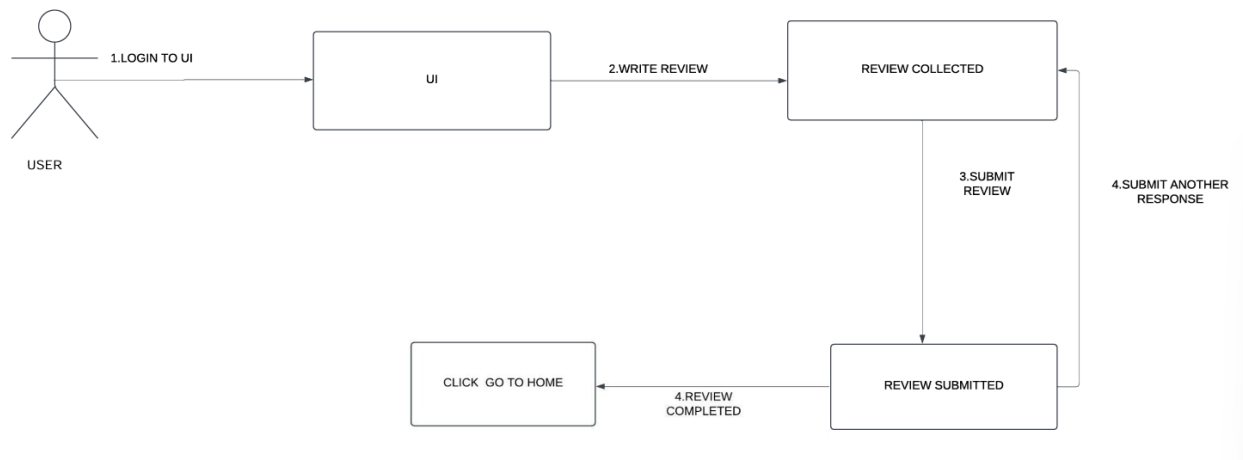 1.LOGIN TO UI
USER
UI
2.WRITE REVIEW
REVIEW COLLECTED
3.SUBMIT
REVIEW
4.SUBMIT ANOTHER
RESPONSE
REVIEW SUBMITTED
4.REVIEW
COMPLETED
CLICK GO TO HOME